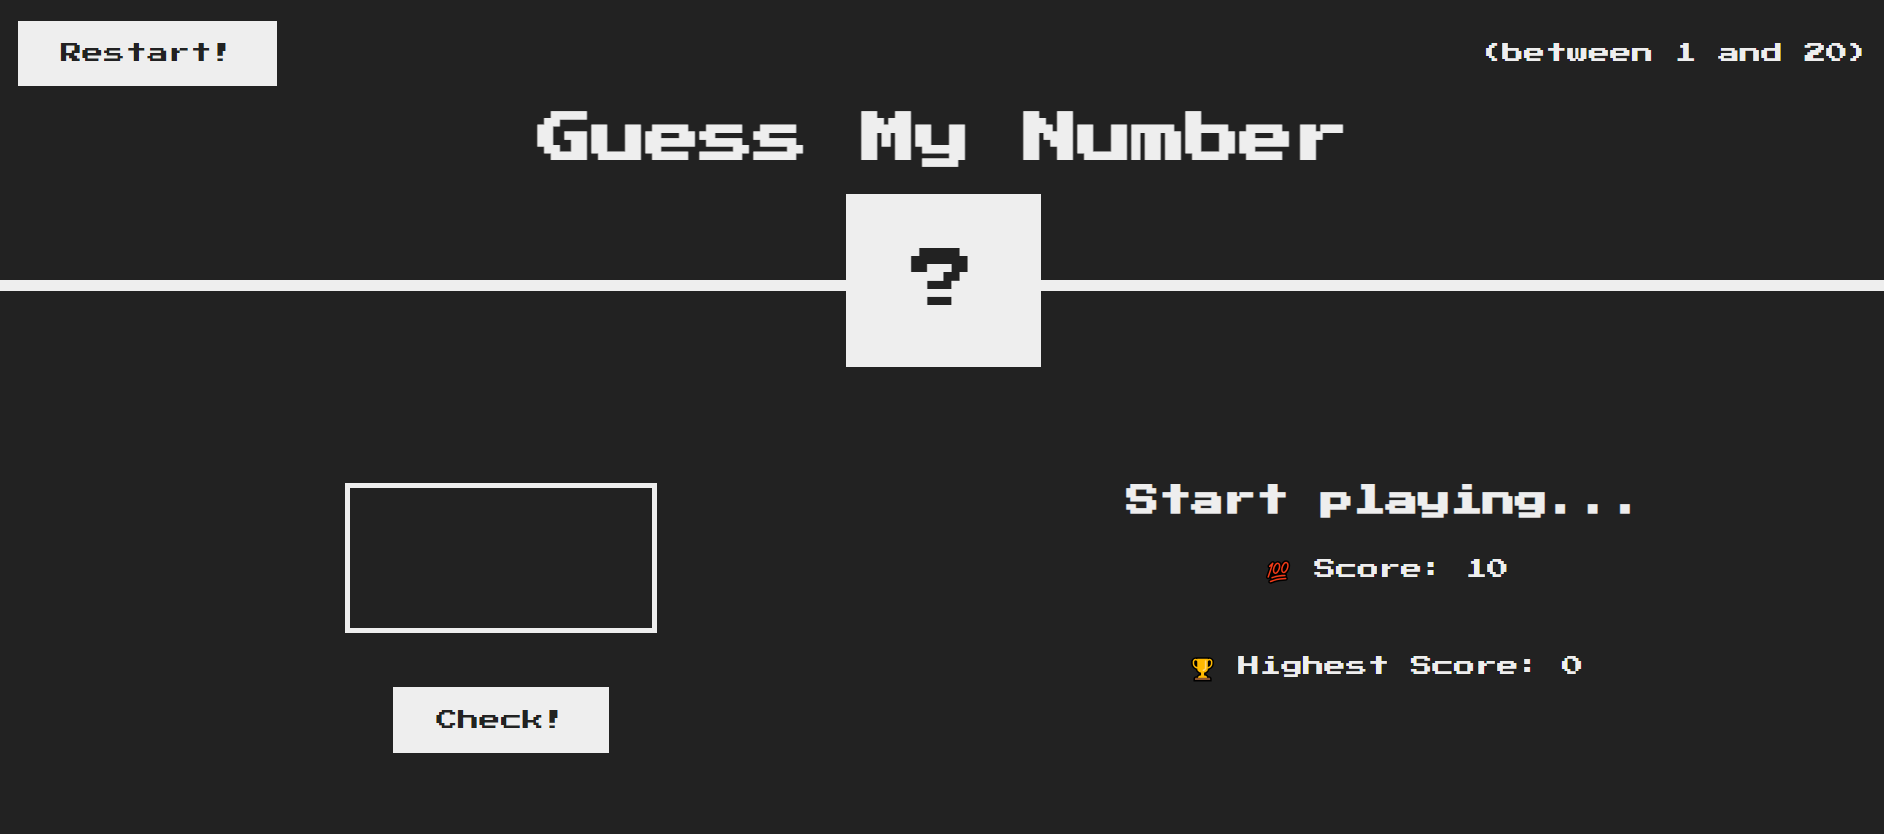 Restart!
(between 1 and 20)
Guess My Number
?
Start playing...
💯 Score: 10
🏆 Highest Score: 0
Check!